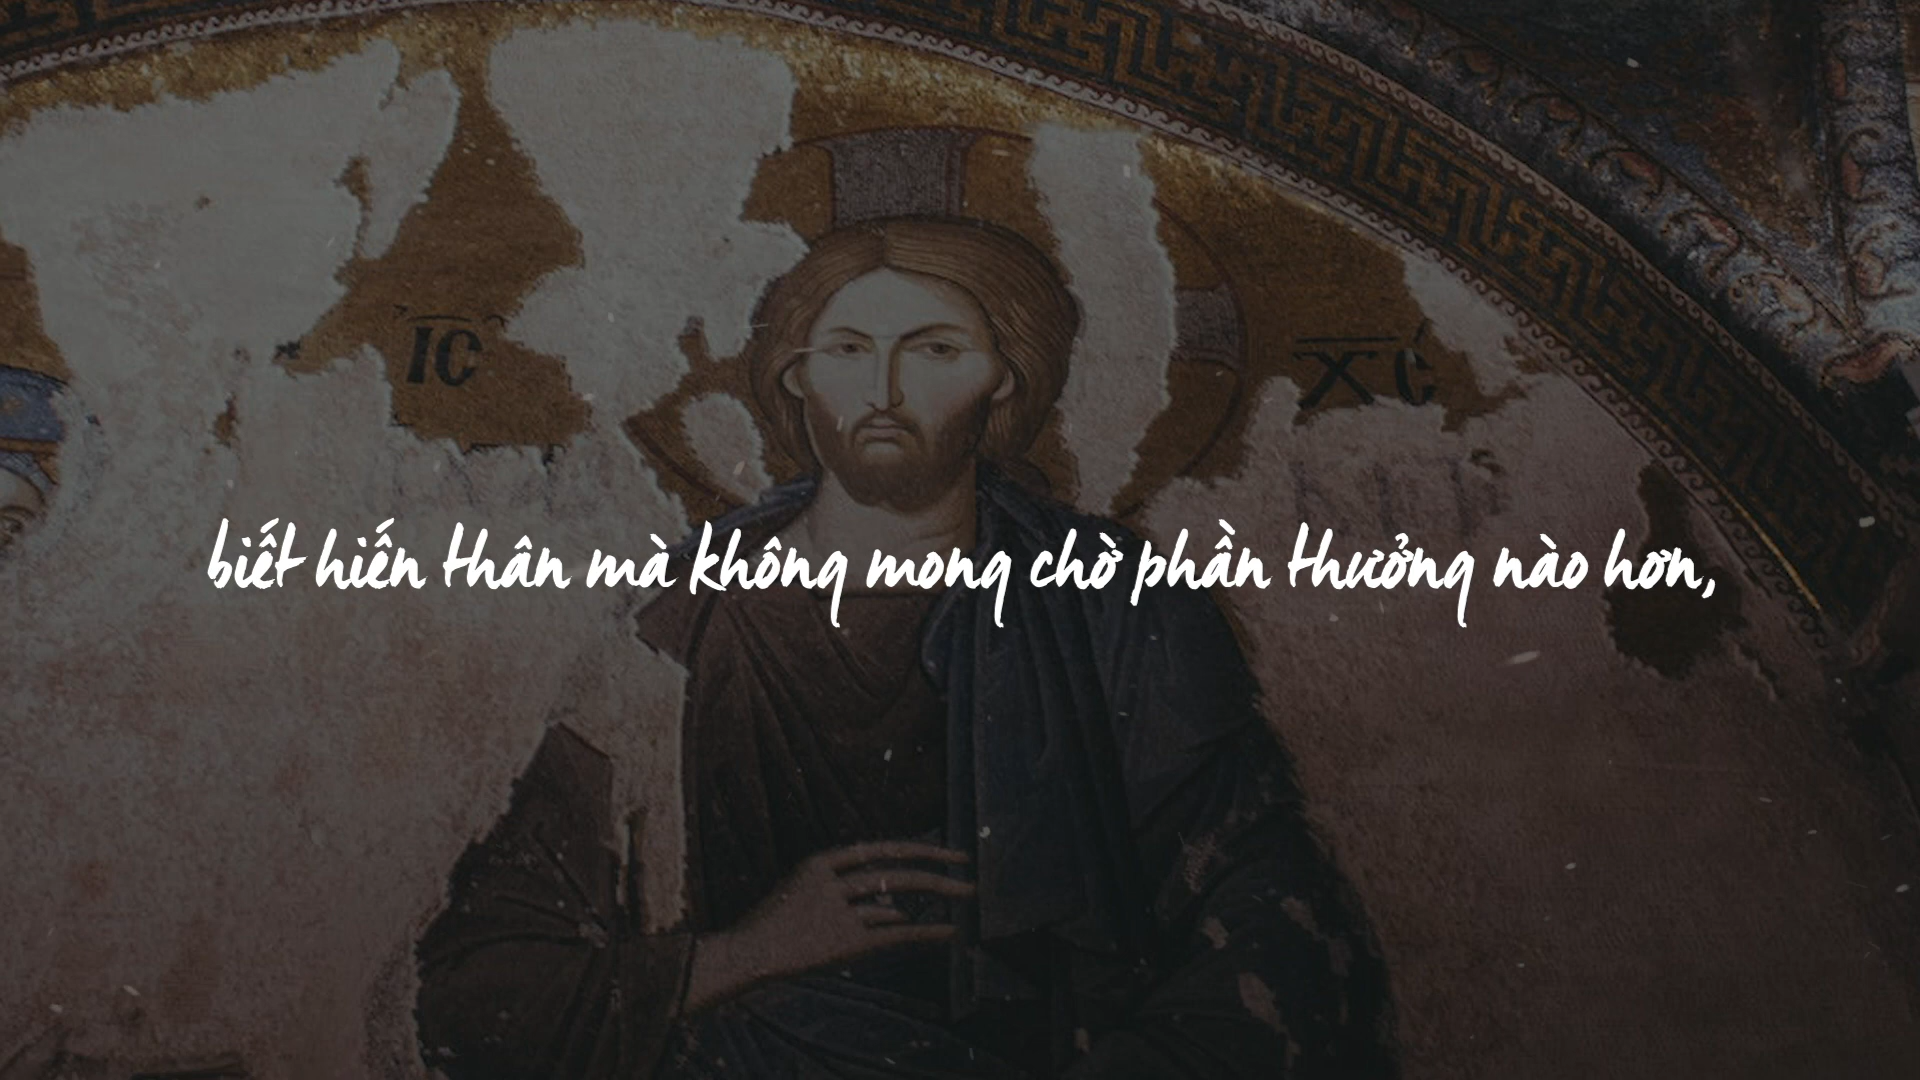 IC XC
biết hiến thân mà không mong chờ phần thưởng nào hơn,